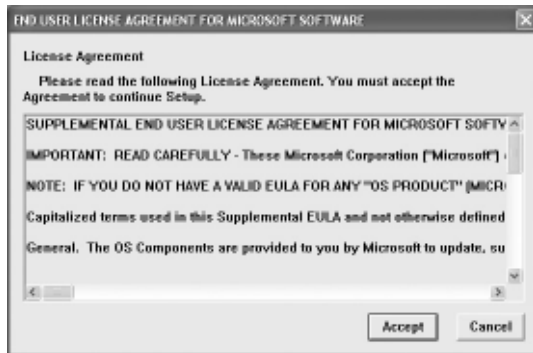 END USER LICENSE AGREEMENT FOR MICROSOFT SOFTWARE
License Agreement
Please read the following License Agreement. You must accept the
Agreement to continue Setup.
SUPPLEMENTAL END USER LICENSE AGREEMENT FOR MICROSOFT SOFTW
IMPORTANT: READ CAREFULLY - These Microsoft Corporation ("Microsoft")
NOTE: IF YOU DO NOT HAVE A VALID EULA FOR ANY "OS PRODUCT" (MICR
Capitalized terms used in this Supplemental EULA and not otherwise defined
General. The OS Components are provided to you by Microsoft to update, su
Accept Cancel